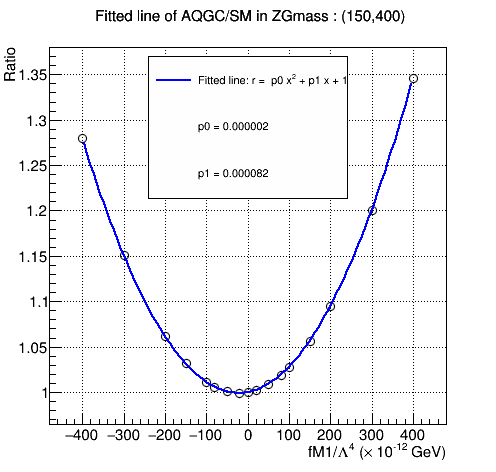 Fitted line of AQGC/SM in ZGmass : (150,400)
Ratio
Fitted line: r = p0 x² + p1 x + 1
p0 = 0.000002
p1 = 0.000082
1.35
1.3
1.25
1.2
1.15
1.1
1.05
1
−400 −300 −200 −100 0 100 200 300 400
fM1/Λ⁴ (× 10⁻¹² GeV)